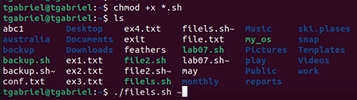 tgabriel@tgabriel:~$ chmod +x *.sh
tgabriel@tgabriel:~$ ls
abc1 Desktop ex4.txt filels.sh~ Music ski.plases
australia Documents exit file.txt my_os snap
backup Downloads feathers lab07.sh Pictures Templates
backup.sh ex1.txt file2.sh lab07.sh~ play Videos
backup.sh~ ex2.txt file2.sh~ may Public work
conf.txt ex3.txt filels.sh monthly reports
tgabriel@tgabriel:~$ ./filels.sh ~